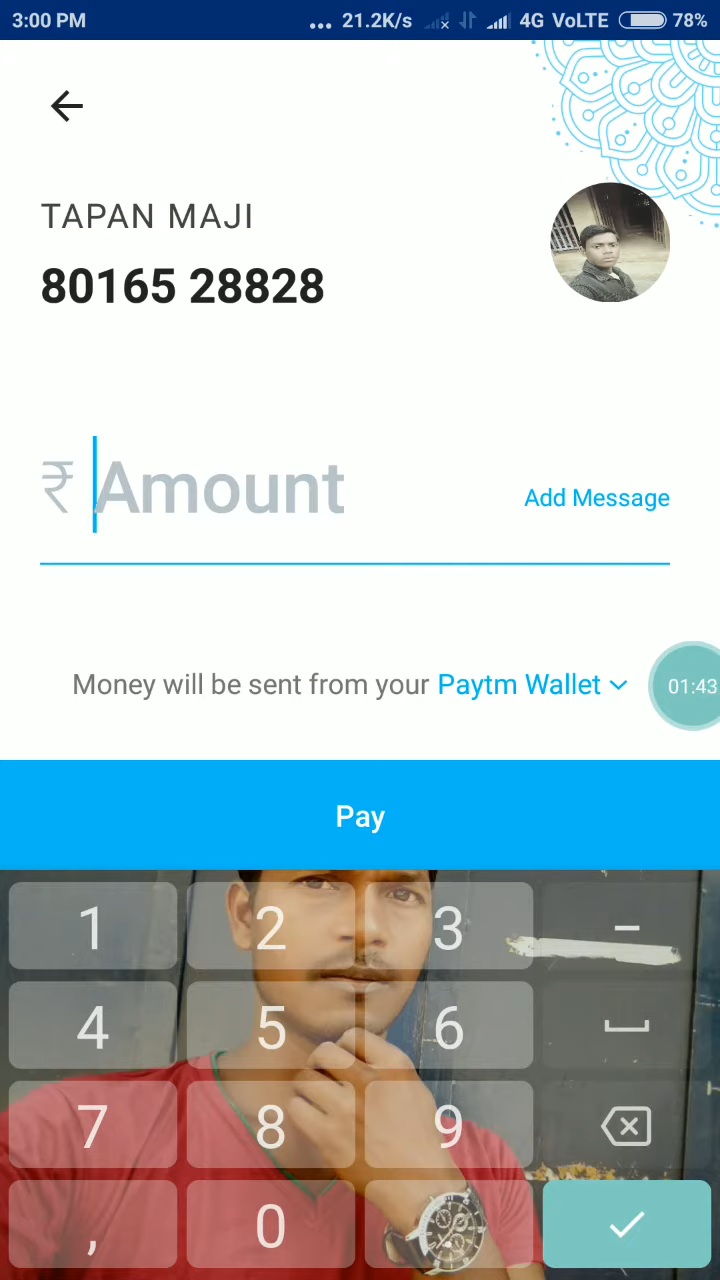 3:00 PM ... 21.2K/s 4G VoLTE 78%
TAPAN MAJI
80165 28828
₹ Amount Add Message
Money will be sent from your Paytm Wallet
01:43
Pay
1 2 3 –
4 5 6
7 8 9
, 0 .